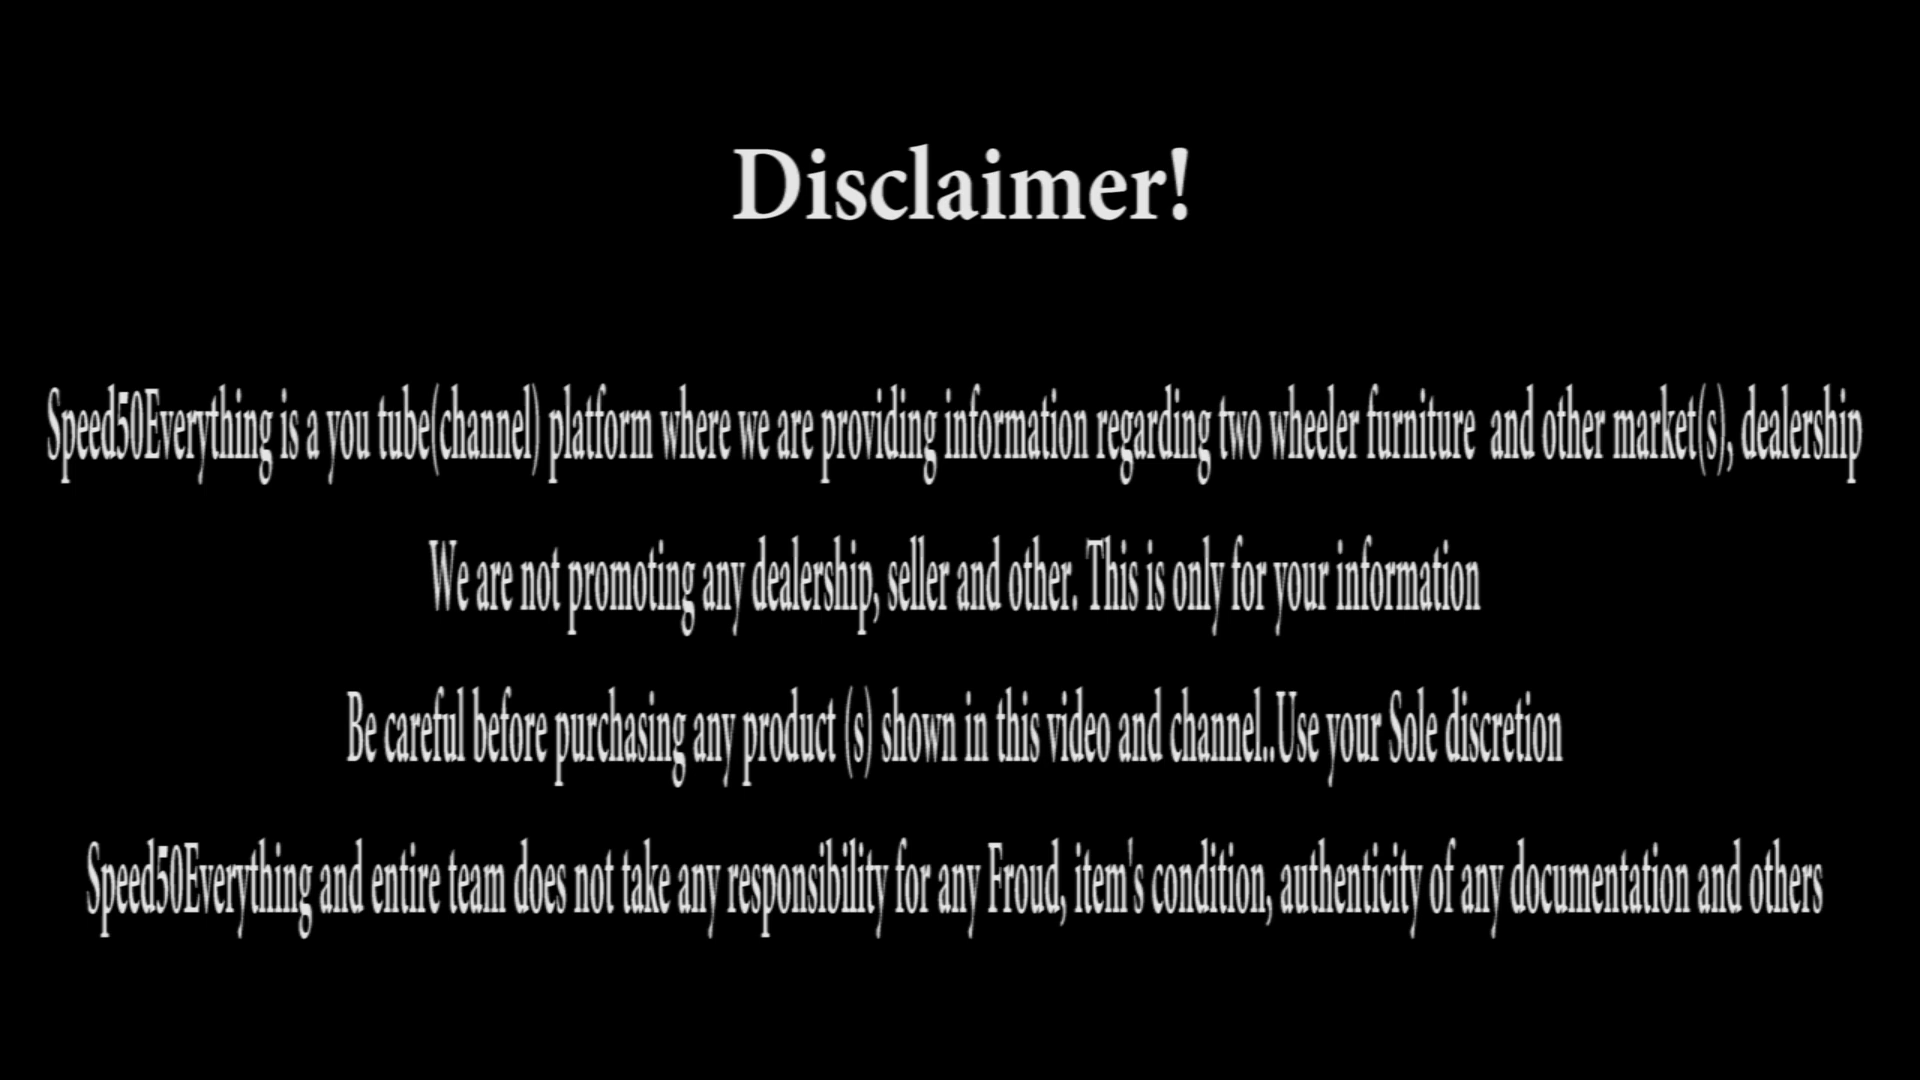 Disclaimer!
Speed50Everything is a you tube(channel) platform where we are providing information regarding two wheeler furniture  and other market(s), dealership
We are not promoting any dealership, seller and other. This is only for your information
Be careful before purchasing any product (s) shown in this video and channel..Use your Sole discretion
Speed50Everything and entire team does not take any responsibility for any Froud, item's condition, authenticity of any documentation and others